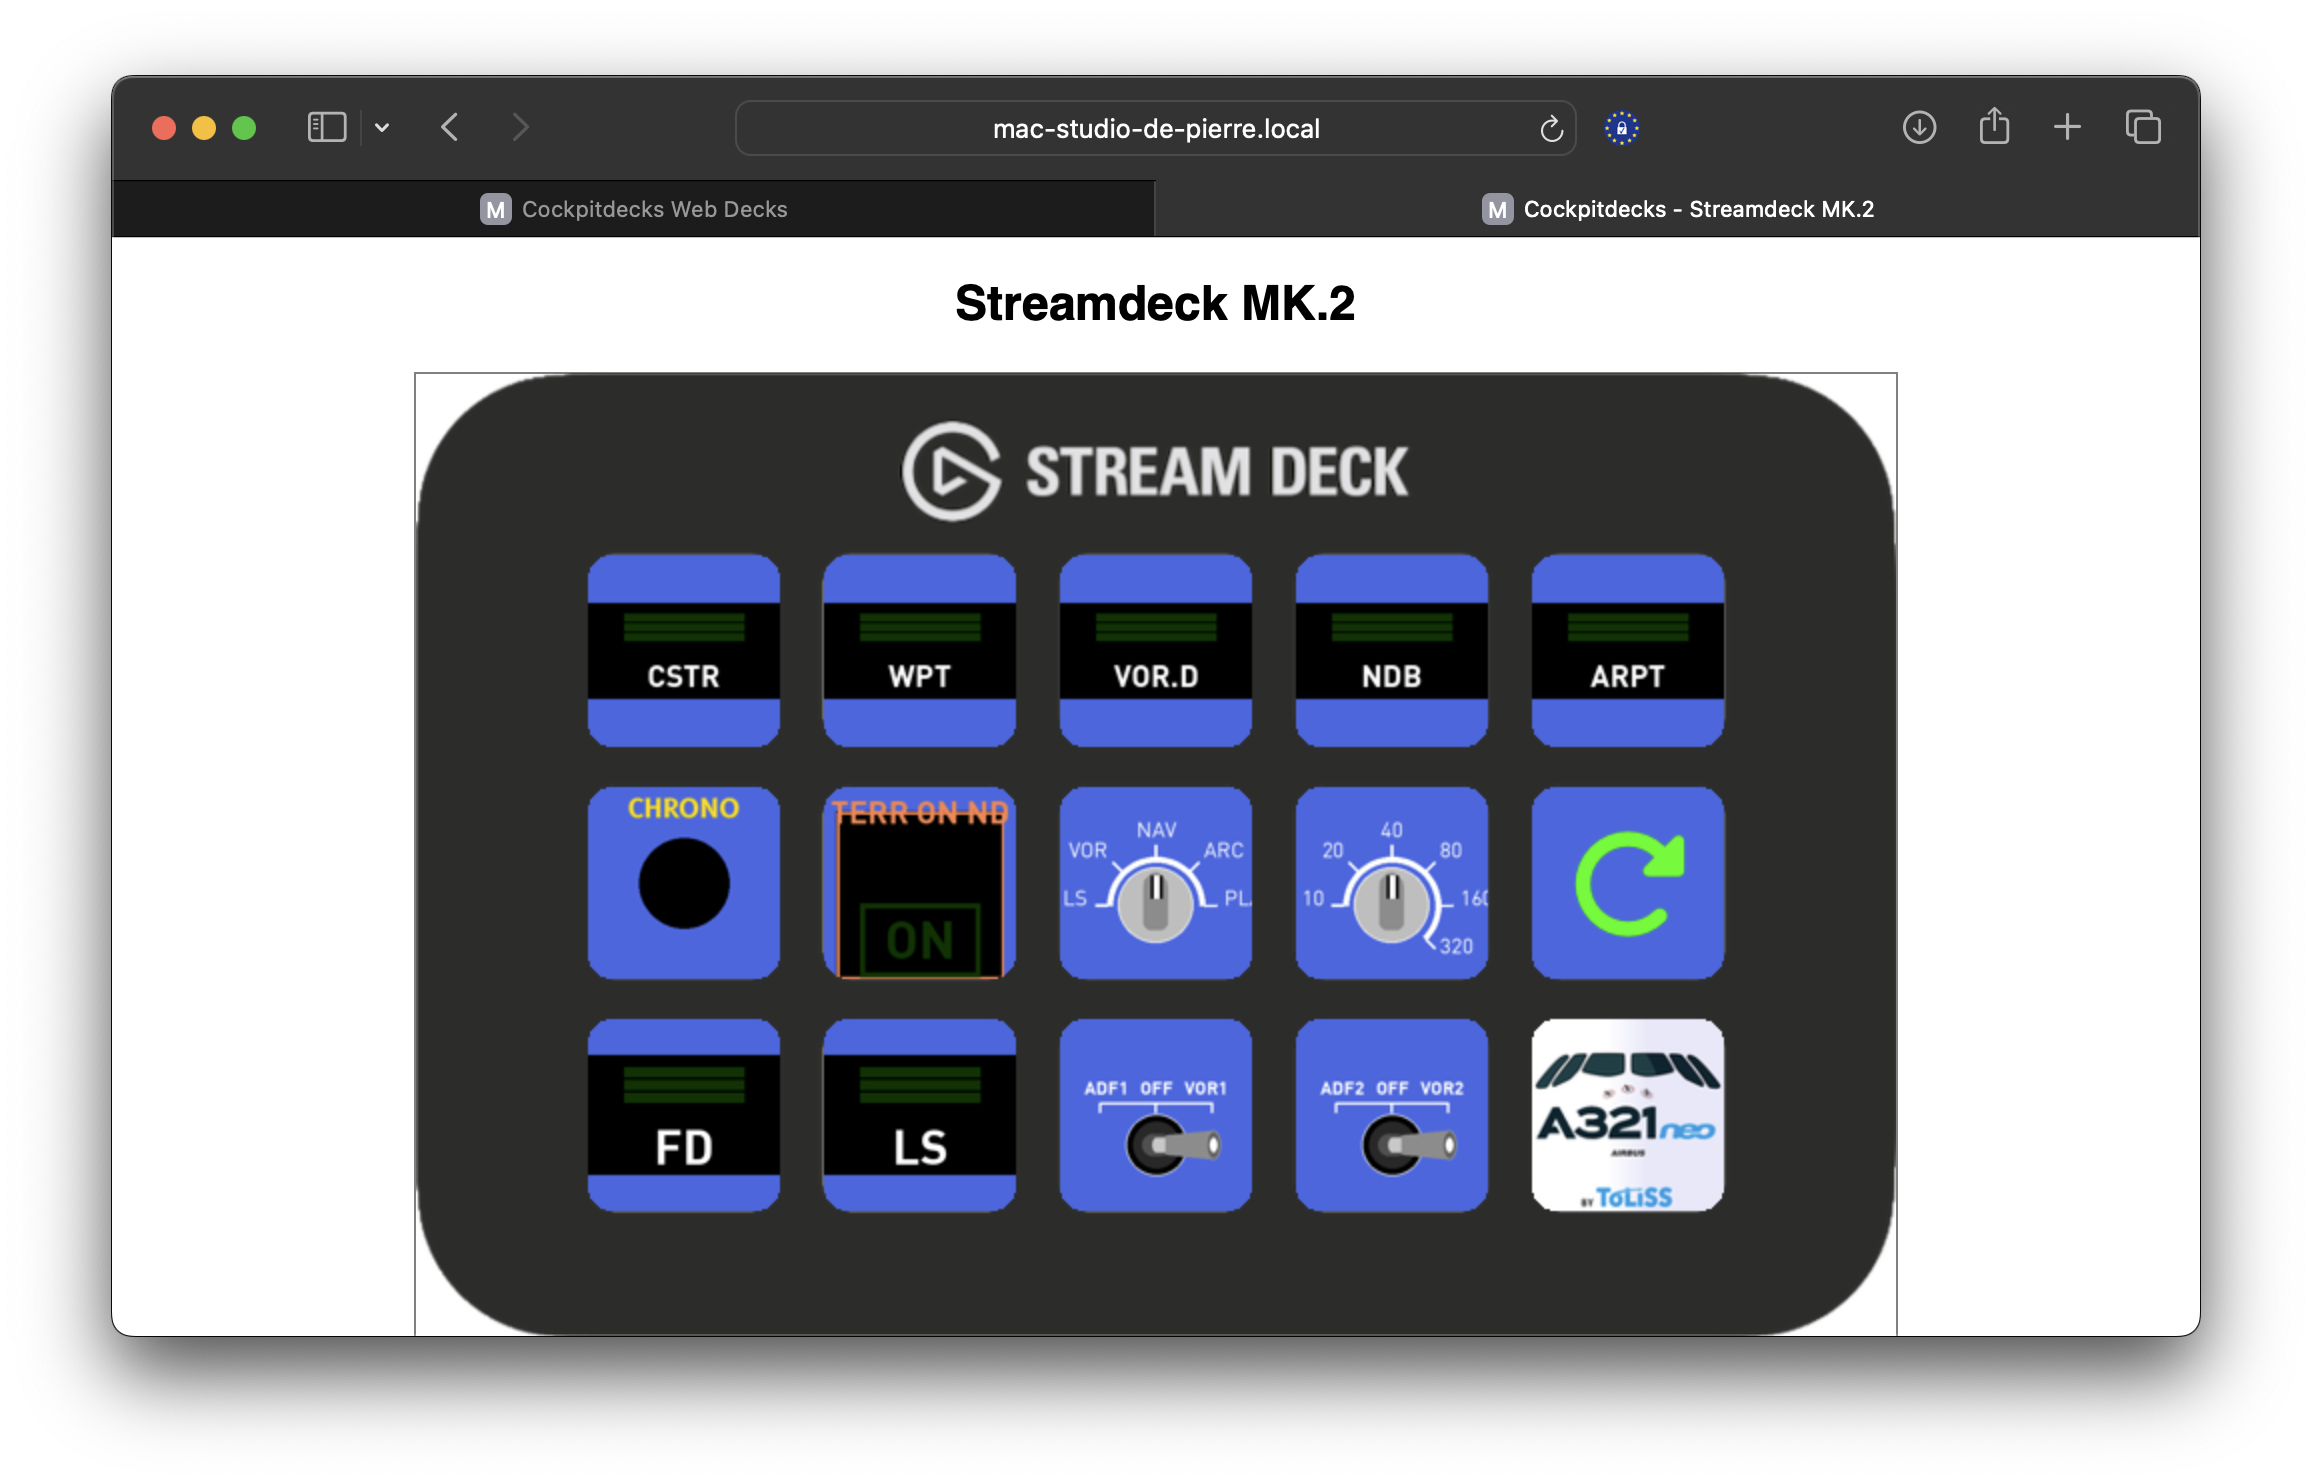 mac-studio-de-pierre.local
M Cockpitdecks Web Decks
M Cockpitdecks - Streamdeck MK.2
Streamdeck MK.2
STREAM DECK
CSTR
WPT
VOR.D
NDB
ARPT
CHRONO
TERR ON ND
ON
NAV
VOR
ARC
LS
PL
40
20
80
10
160
320
FD
LS
ADF1 OFF VOR1
ADF2 OFF VOR2
A321neo
AIRBUS
BY ToLiSS